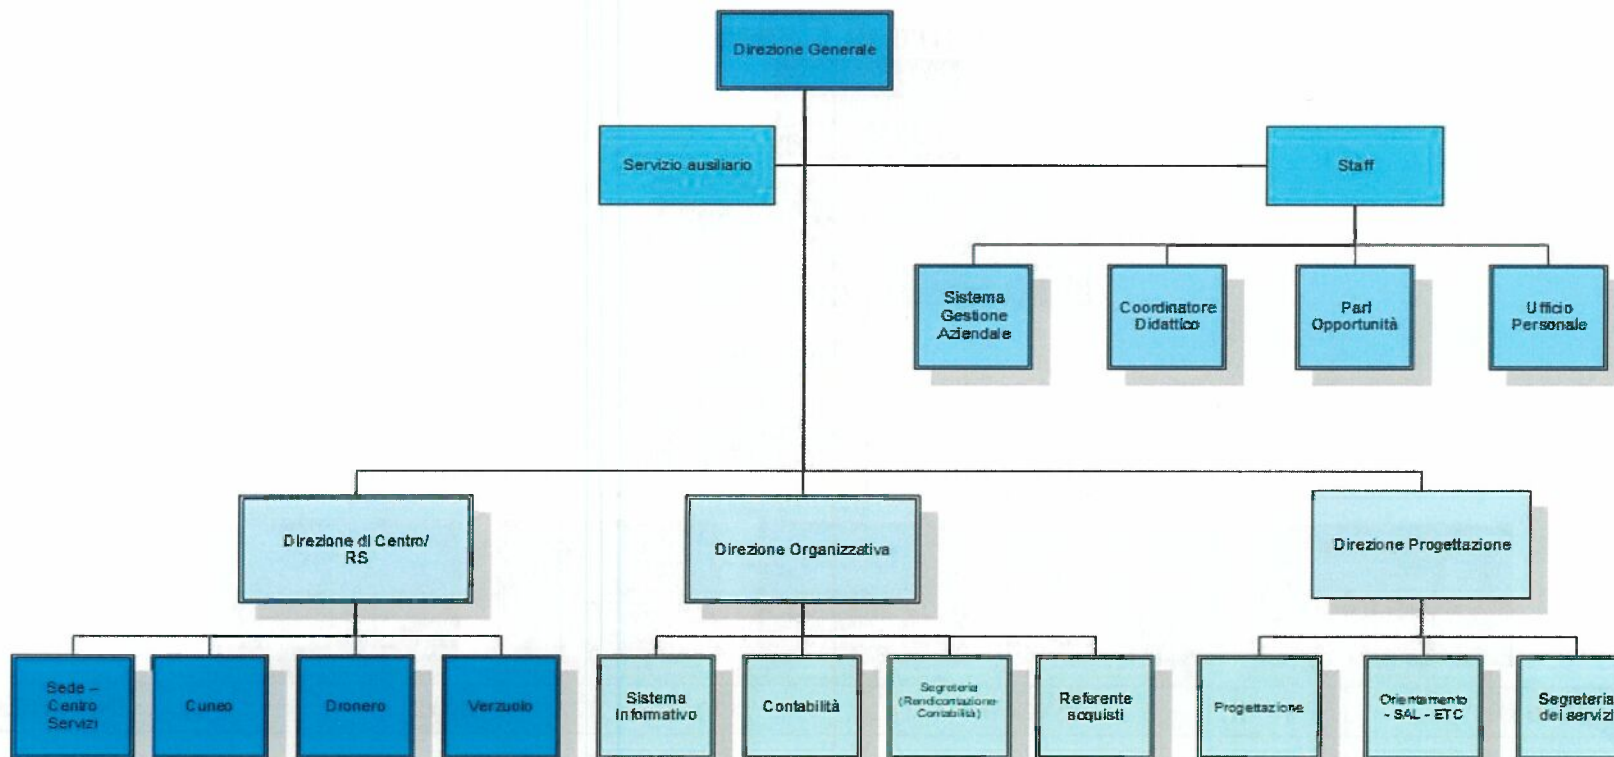 Direzione Generale
Servizio ausiliario
Staff
Sistema
Gestione
Aziendale
Coordinatore
Didattico
Pari
Opportunità
Ufficio
Personale
Direzione di Centro/
RS
Direzione Organizzativa
Direzione Progettazione
Sede –
Centro
Servizi
Cuneo
Dronero
Verzuolo
Sistema
Informativo
Contabilità
Segreteria
(Rendicontazione
Contabilità)
Referente
acquisti
Progettazione
Orientamento
- SAL - ETC
Segreteria
dei servizi